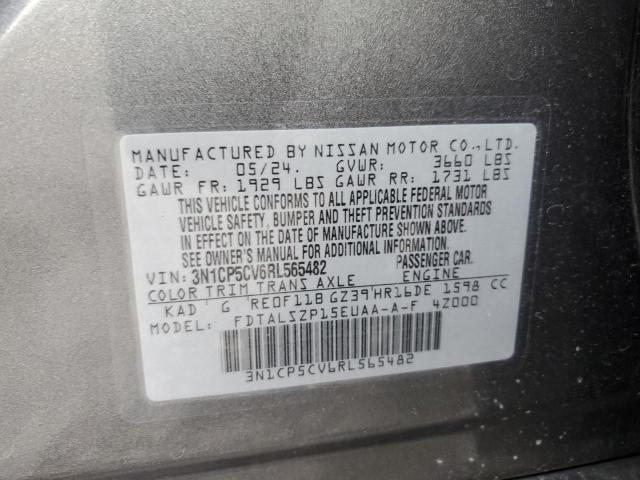 MANUFACTURED BY NISSAN MOTOR CO.,LTD.
DATE: 05/24. GVWR: 3660 LBS
GAWR FR: 1929 LBS GAWR RR: 1731 LBS
THIS VEHICLE CONFORMS TO ALL APPLICABLE FEDERAL MOTOR
VEHICLE SAFETY, BUMPER AND THEFT PREVENTION STANDARDS
IN EFFECT ON THE DATE OF MANUFACTURE SHOWN ABOVE.
SEE OWNER'S MANUAL FOR ADDITIONAL INFORMATION.
VIN: 3N1CP5CV6RL565482 PASSENGER CAR.
COLOR TRIM TRANS AXLE ENGINE
KAD G RE0F11B GZ39 HR16DE 1598 CC
MODEL: FDTALSZP15EUAA-A-F 4Z000
3N1CP5CV6RL565482